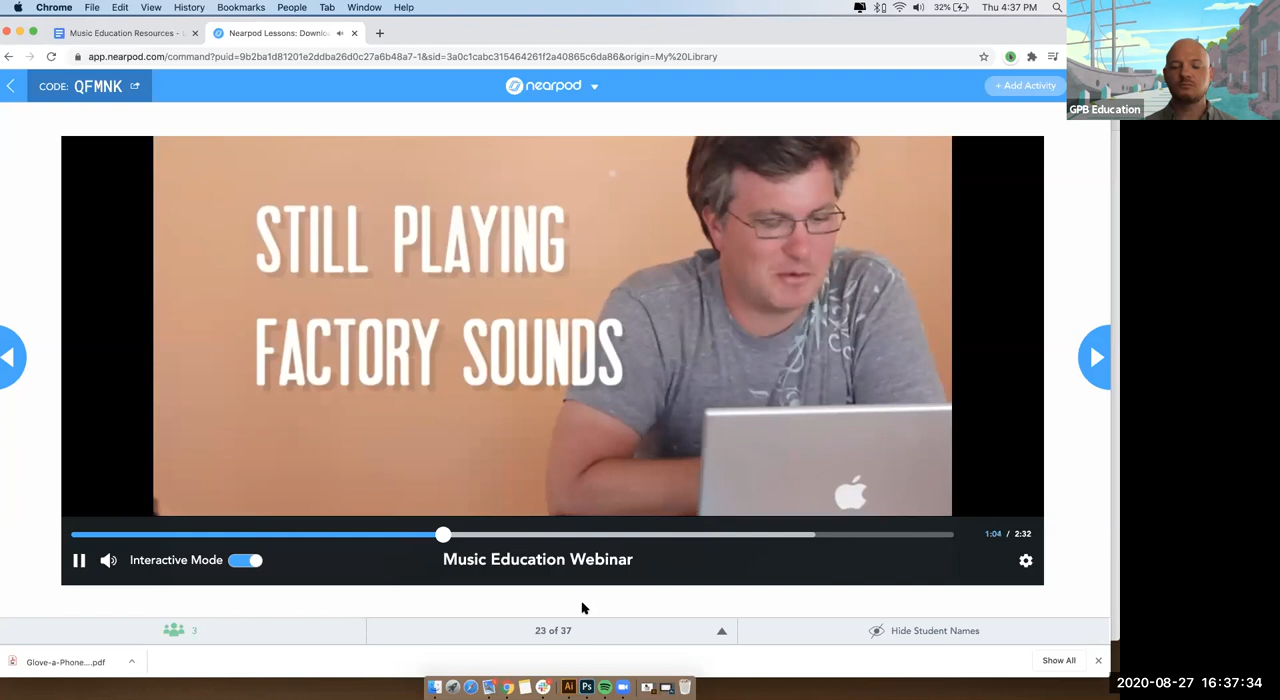 Chrome File Edit View History Bookmarks People Tab Window Help
32% Thu 4:37 PM
Music Education Resources -
Nearpod Lessons: Downlo
app.nearpod.com/command?puid=9b2ba1d81201e2ddba26d0c27a6b48a7-1&sid=3a0c1cabc315464261f2a40865c6da86&origin=My%20Library
CODE: QFMNK
nearpod
+ Add Activity
GPB Education
STILL PLAYING
FACTORY SOUNDS
1:04 / 2:32
Interactive Mode
Music Education Webinar
3
23 of 37
Hide Student Names
Glove-a-Phone....pdf
Show All
Ai Ps
2020-08-27 16:37:34